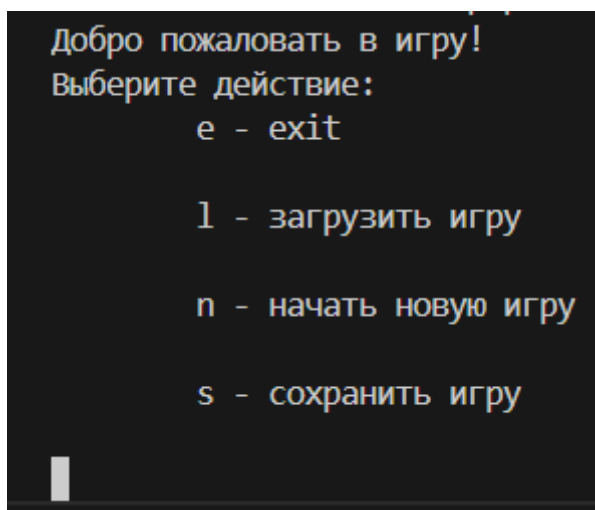 Добро пожаловать в игру!
Выберите действие:
e - exit
l - загрузить игру
n - начать новую игру
s - сохранить игру